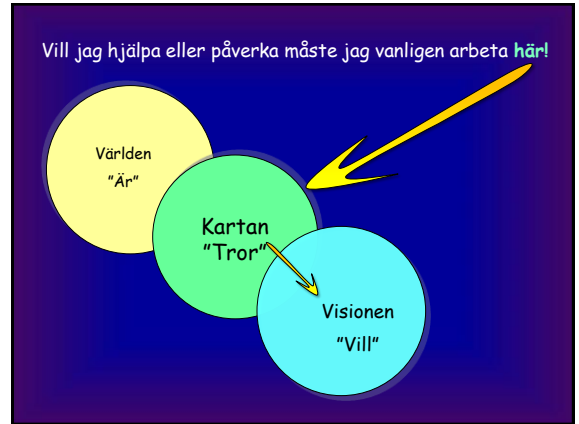 Vill jag hjälpa eller påverka måste jag vanligen arbeta här!
Världen
"Är"
Kartan
"Tror"
Visionen
"Vill"